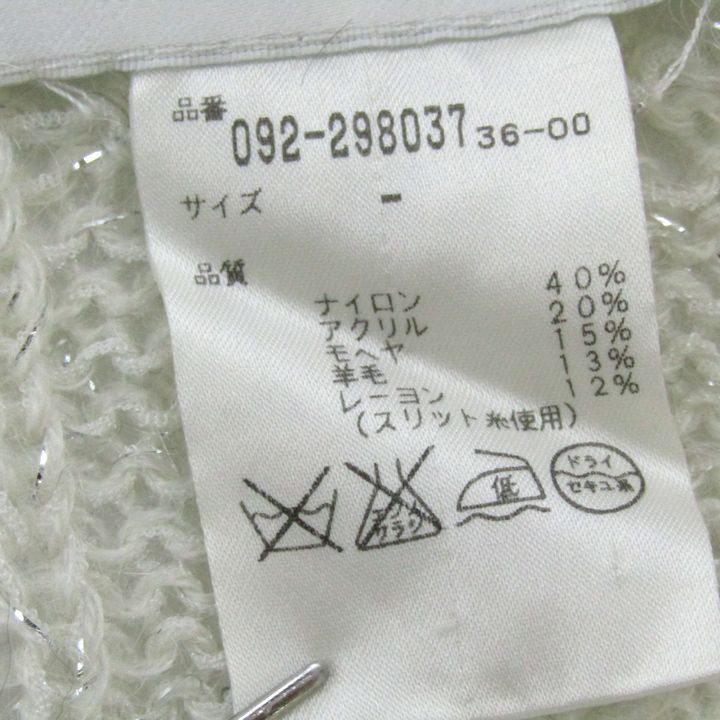 品番 092-298037 36-00
サイズ -
品質
ナイロン 40%
アクリル 20%
モヘヤ 15%
羊毛 13%
レーヨン 12%
(スリット糸使用)
エンソ
サラシ
低
ドライ
セキユ系